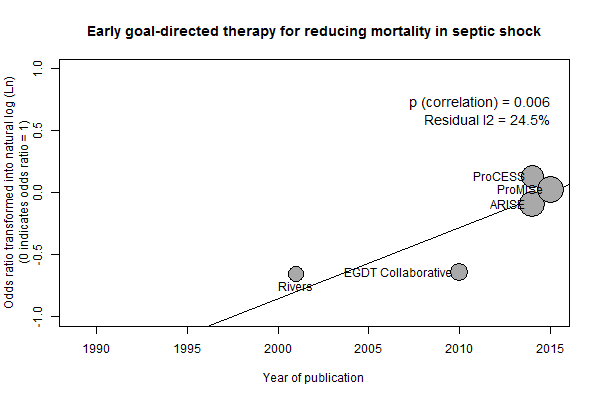 Early goal-directed therapy for reducing mortality in septic shock
Odds ratio transformed into natural log (Ln)
(0 indicates odds ratio = 1)
1.0
0.5
0.0
-0.5
-1.0
p (correlation) = 0.006
Residual I2 = 24.5%
ProCESS
ProMISe
ARISE
EGDT Collaborative
Rivers
1990 1995 2000 2005 2010 2015
Year of publication